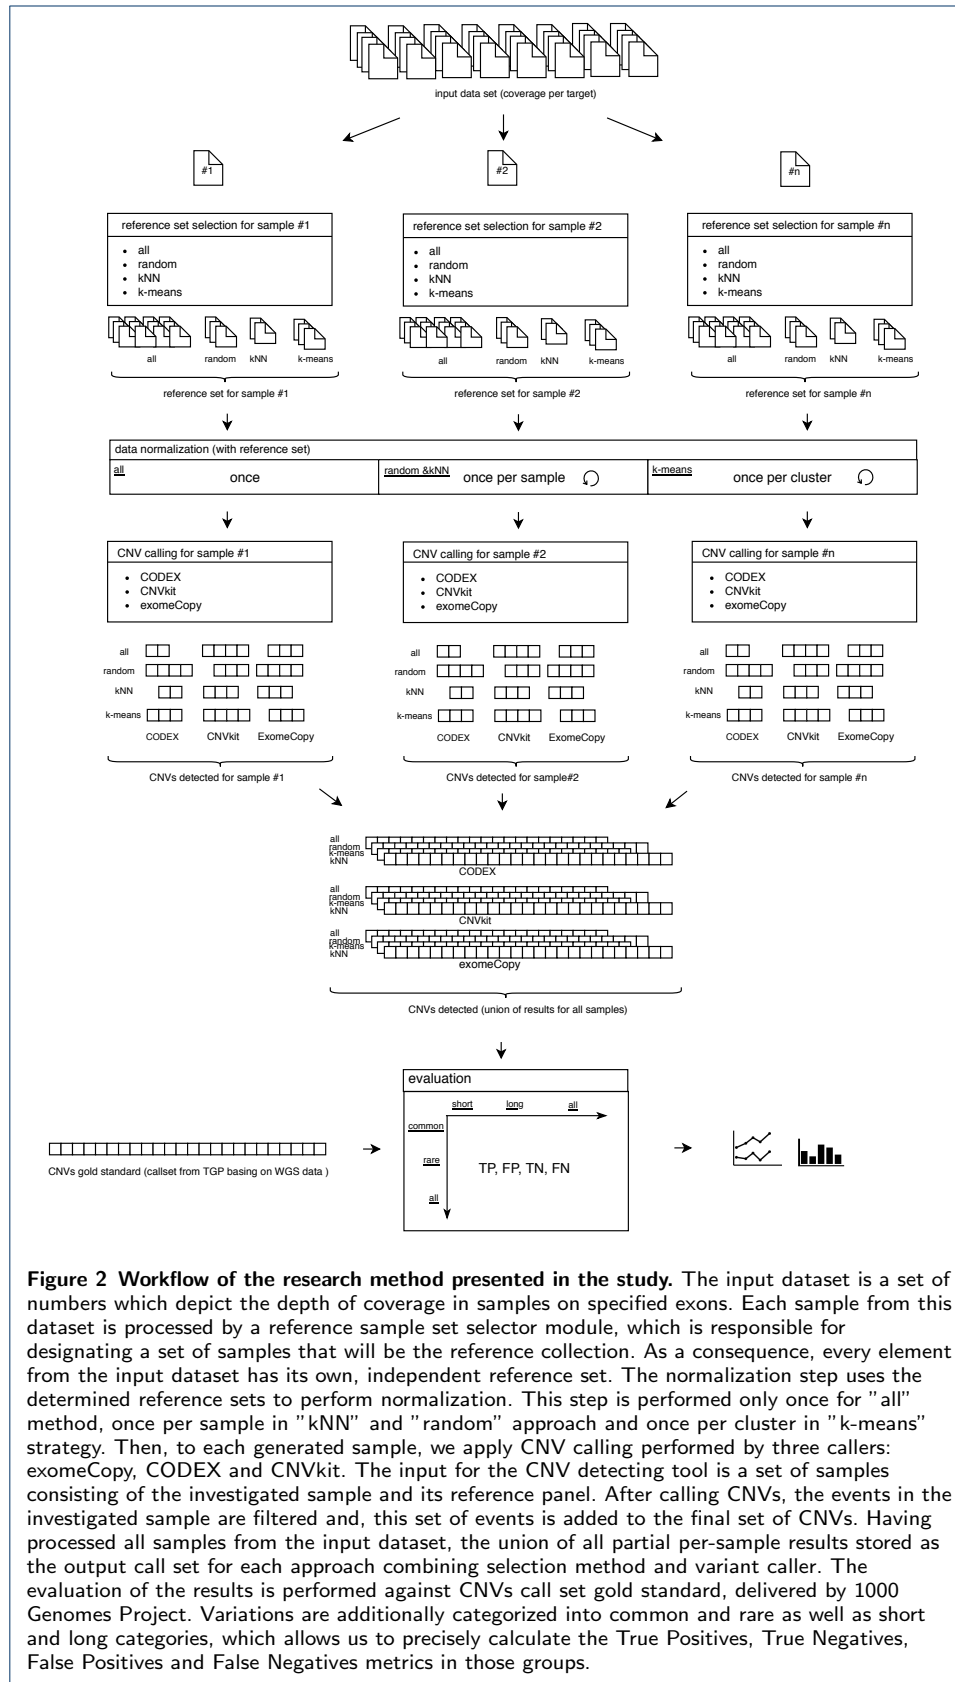 input data set (coverage per target)
#1 #2 #n
reference set selection for sample #1 reference set selection for sample #2 reference set selection for sample #n
• all • all • all
• random • random • random
• kNN • kNN • kNN
• k-means • k-means • k-means
all random kNN k-means all random kNN k-means all random kNN k-means
reference set for sample #1 reference set for sample #2 reference set for sample #n
data normalization (with reference set)
all once random &kNN once per sample k-means once per cluster
CNV calling for sample #1 CNV calling for sample #2 CNV calling for sample #n
• CODEX • CODEX • CODEX
• CNVkit • CNVkit • CNVkit
• exomeCopy • exomeCopy • exomeCopy
all all all
random random random
kNN kNN kNN
k-means k-means k-means
CODEX CNVkit ExomeCopy CODEX CNVkit ExomeCopy CODEX CNVkit ExomeCopy
CNVs detected for sample #1 CNVs detected for sample#2 CNVs detected for sample #n
all
random
k-means
kNN
CODEX
all
random
k-means
kNN
CNVkit
all
random
k-means
kNN
exomeCopy
CNVs detected (union of results for all samples)
evaluation
short long all
common
rare
all
TP, FP, TN, FN
CNVs gold standard (callset from TGP basing on WGS data )
Figure 2 Workflow of the research method presented in the study. The input dataset is a set of
numbers which depict the depth of coverage in samples on specified exons. Each sample from this
dataset is processed by a reference sample set selector module, which is responsible for
designating a set of samples that will be the reference collection. As a consequence, every element
from the input dataset has its own, independent reference set. The normalization step uses the
determined reference sets to perform normalization. This step is performed only once for ”all”
method, once per sample in ”kNN” and ”random” approach and once per cluster in ”k-means”
strategy. Then, to each generated sample, we apply CNV calling performed by three callers:
exomeCopy, CODEX and CNVkit. The input for the CNV detecting tool is a set of samples
consisting of the investigated sample and its reference panel. After calling CNVs, the events in the
investigated sample are filtered and, this set of events is added to the final set of CNVs. Having
processed all samples from the input dataset, the union of all partial per-sample results stored as
the output call set for each approach combining selection method and variant caller. The
evaluation of the results is performed against CNVs call set gold standard, delivered by 1000
Genomes Project. Variations are additionally categorized into common and rare as well as short
and long categories, which allows us to precisely calculate the True Positives, True Negatives,
False Positives and False Negatives metrics in those groups.